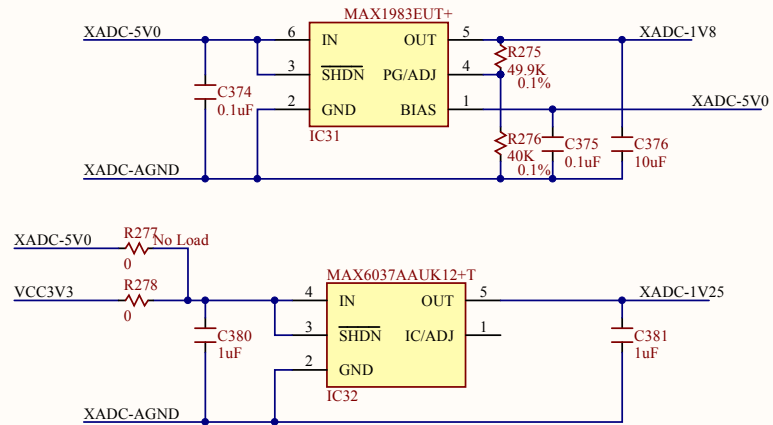 MAX1983EUT+
XADC-5V0 6 IN OUT 5 XADC-1V8
R275
3 SHDN PG/ADJ 4 49.9K
0.1%
C374
0.1uF
2 GND BIAS 1 XADC-5V0
IC31
R276 C375 C376
40K 0.1uF 10uF
0.1%
XADC-AGND
R277 No Load
XADC-5V0
0
R278
VCC3V3
0
MAX6037AAUK12+T
4 IN OUT 5 XADC-1V25
3 SHDN IC/ADJ 1
C380 C381
1uF 1uF
2 GND
IC32
XADC-AGND